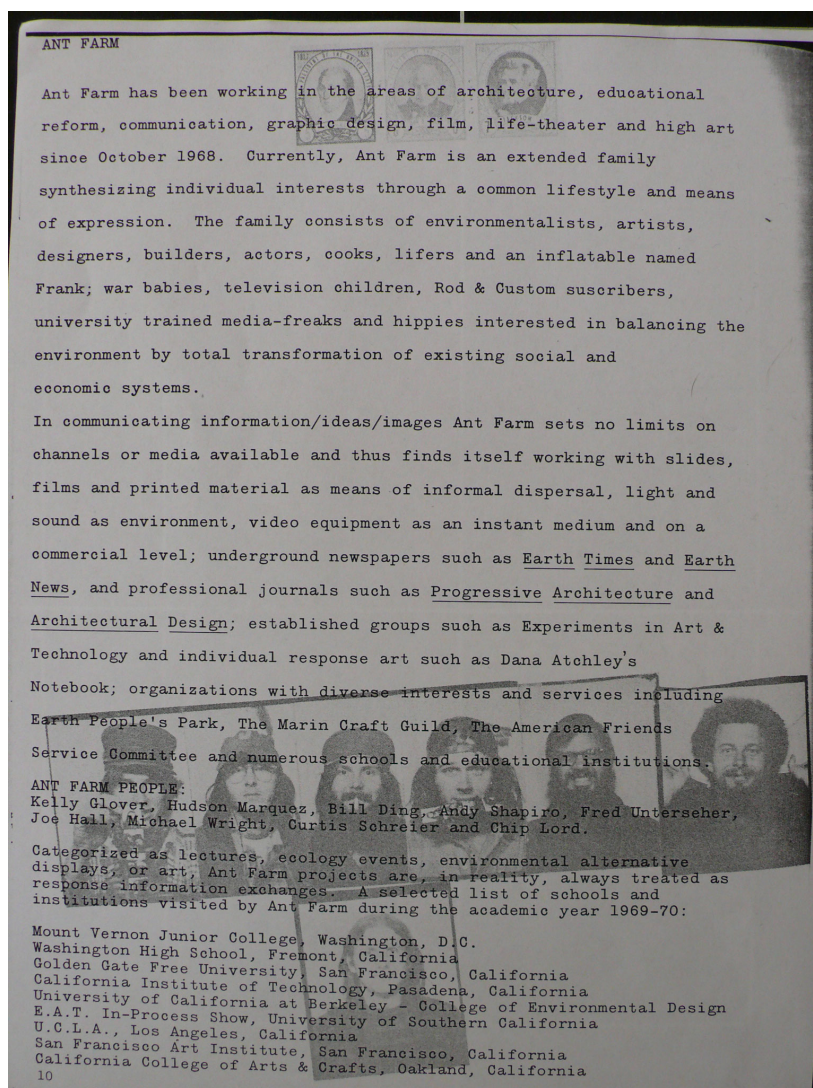 ANT FARM
Ant Farm has been working in the areas of architecture, educational
reform, communication, graphic design, film, life-theater and high art
since October 1968. Currently, Ant Farm is an extended family
synthesizing individual interests through a common lifestyle and means
of expression. The family consists of environmentalists, artists,
designers, builders, actors, cooks, lifers and an inflatable named
Frank; war babies, television children, Rod & Custom suscribers,
university trained media-freaks and hippies interested in balancing the
environment by total transformation of existing social and
economic systems.
In communicating information/ideas/images Ant Farm sets no limits on
channels or media available and thus finds itself working with slides,
films and printed material as means of informal dispersal, light and
sound as environment, video equipment as an instant medium and on a
commercial level; underground newspapers such as Earth Times and Earth
News, and professional journals such as Progressive Architecture and
Architectural Design; established groups such as Experiments in Art &
Technology and individual response art such as Dana Atchley's
Notebook; organizations with diverse interests and services including
Earth People's Park, The Marin Craft Guild, The American Friends
Service Committee and numerous schools and educational institutions.
ANT FARM PEOPLE:
Kelly Glover, Hudson Marquez, Bill Ding, Andy Shapiro, Fred Unterseher,
Joe Hall, Michael Wright, Curtis Schreier and Chip Lord.
Categorized as lectures, ecology events, environmental alternative
displays, or art, Ant Farm projects are, in reality, always treated as
response information exchanges. A selected list of schools and
institutions visited by Ant Farm during the academic year 1969-70:
Mount Vernon Junior College, Washington, D.C.
Washington High School, Fremont, California
Golden Gate Free University, San Francisco, California
California Institute of Technology, Pasadena, California
University of California at Berkeley - College of Environmental Design
E.A.T. In-Process Show, University of Southern California
U.C.L.A., Los Angeles, California
San Francisco Art Institute, San Francisco, California
California College of Arts & Crafts, Oakland, California
10